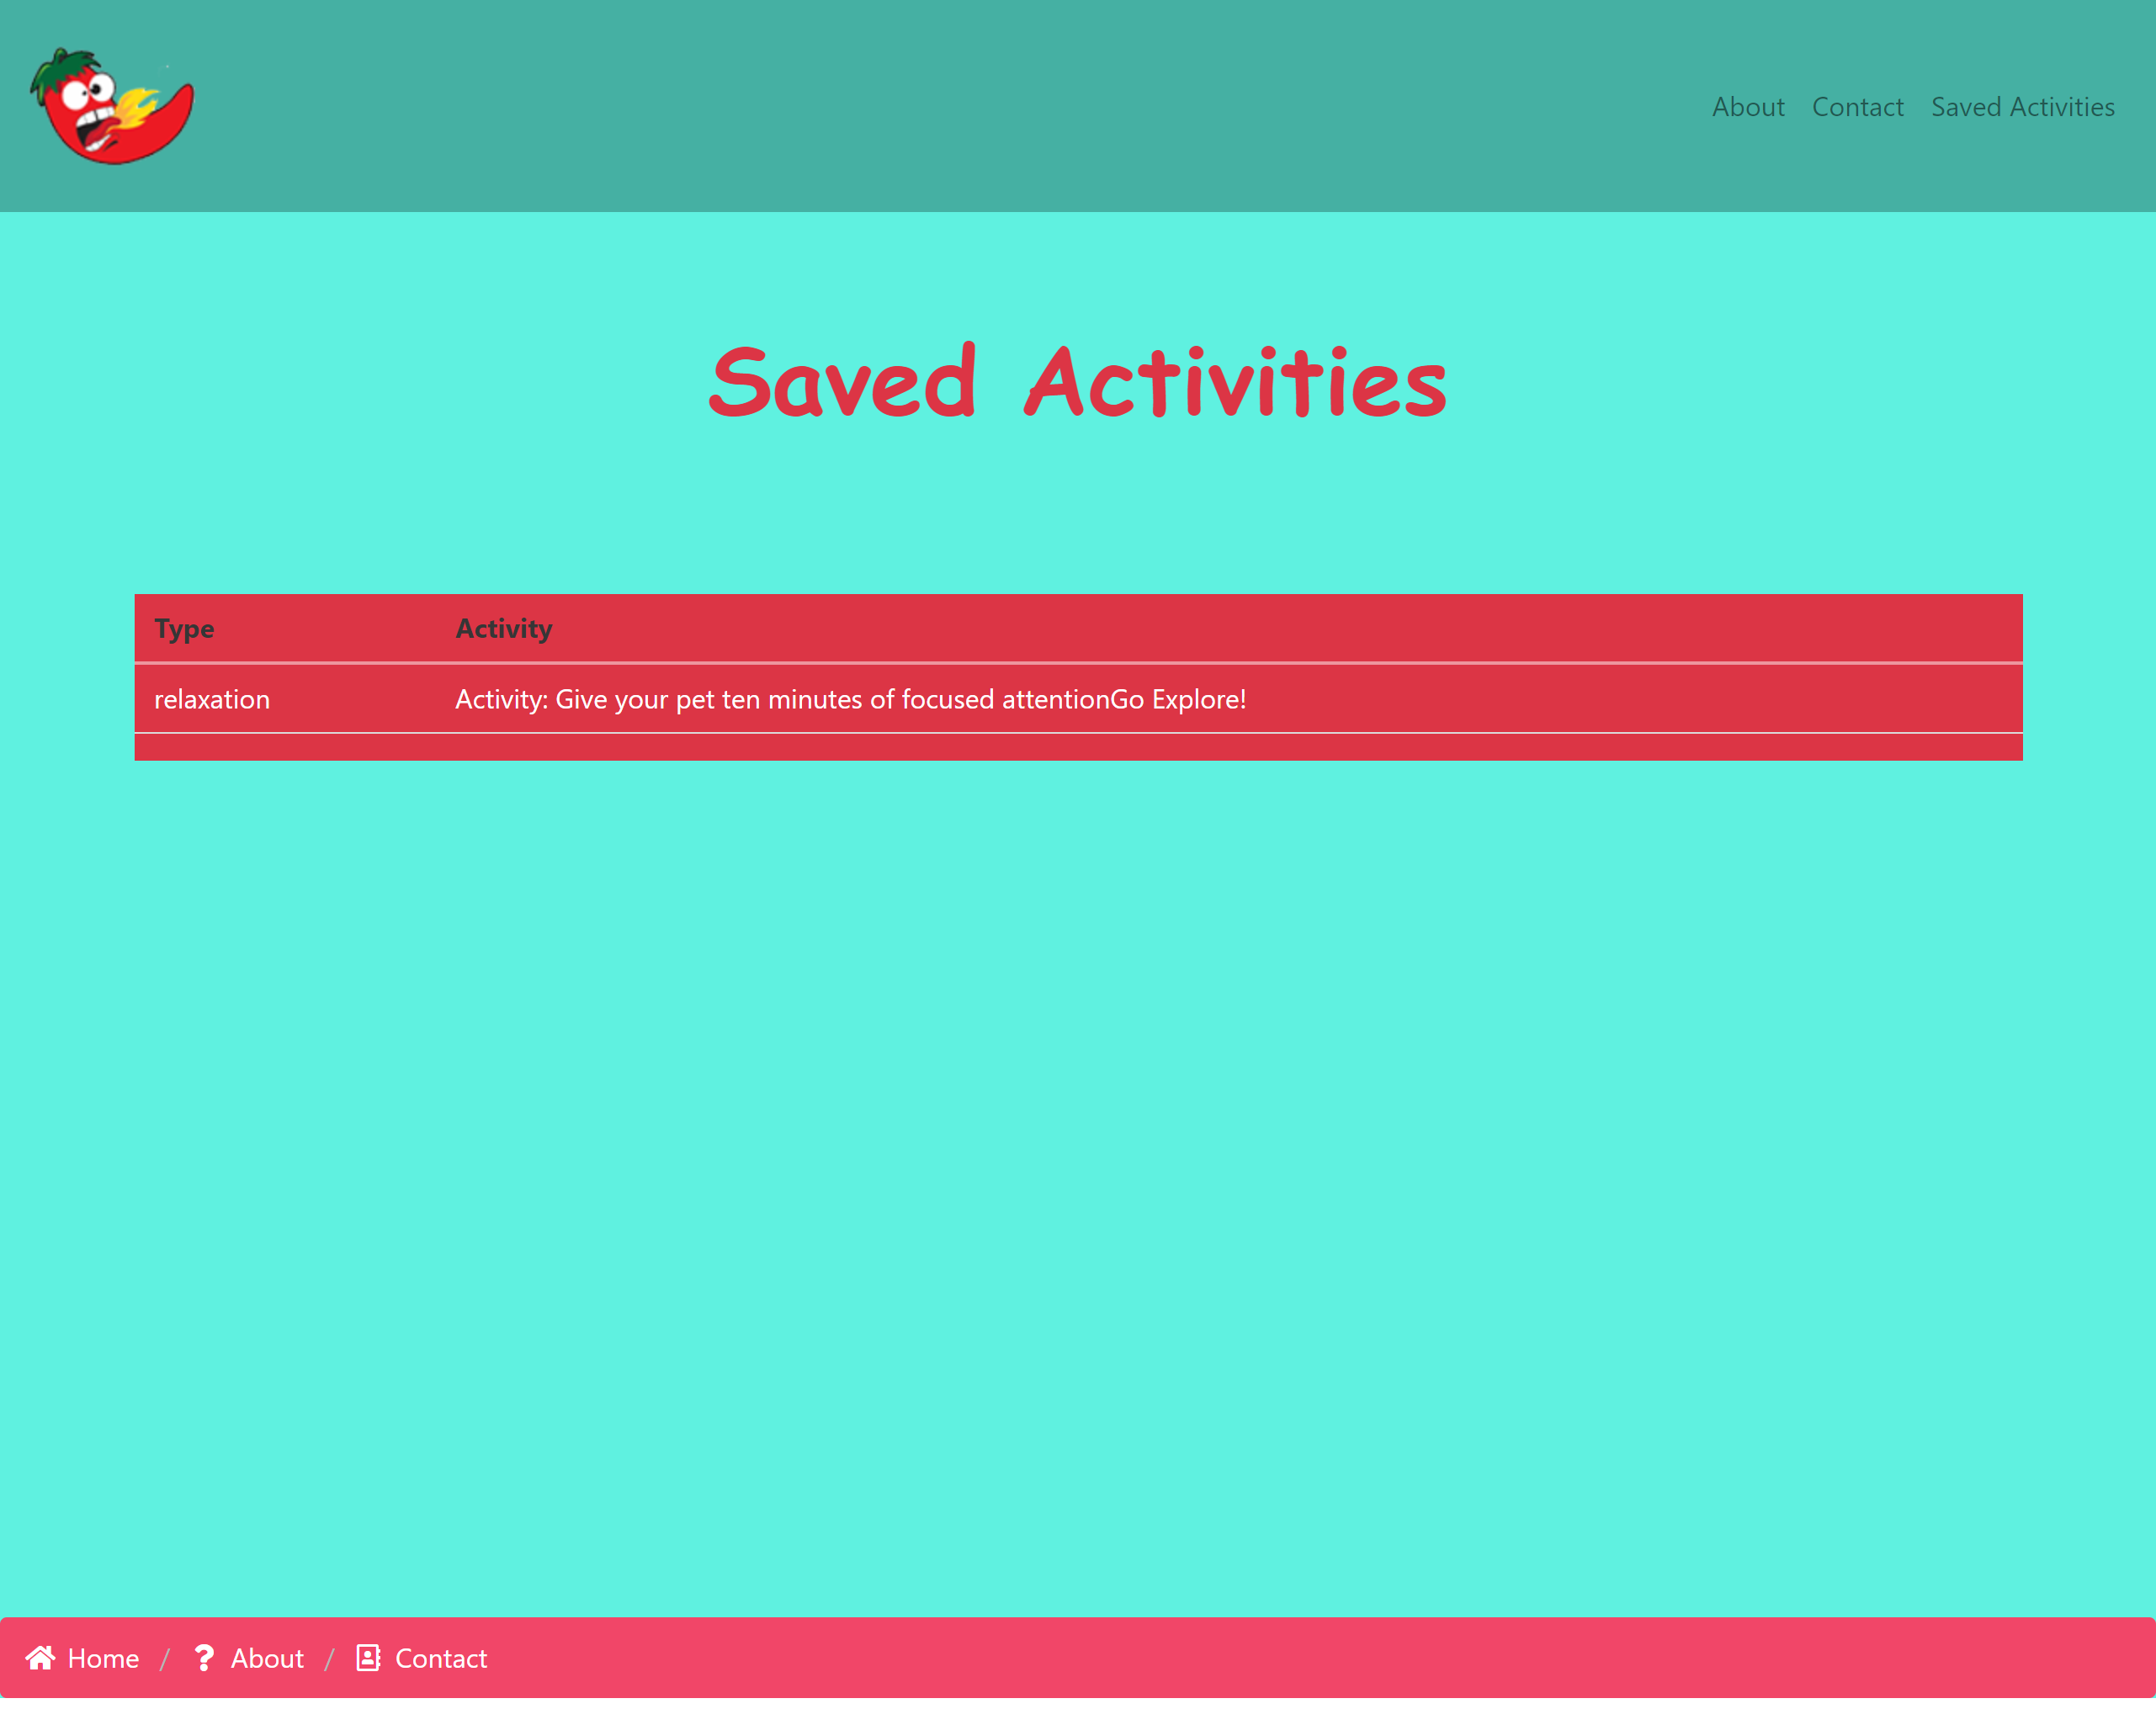 About Contact Saved Activities
Saved Activities
Type Activity
relaxation Activity: Give your pet ten minutes of focused attentionGo Explore!
Home / About / Contact